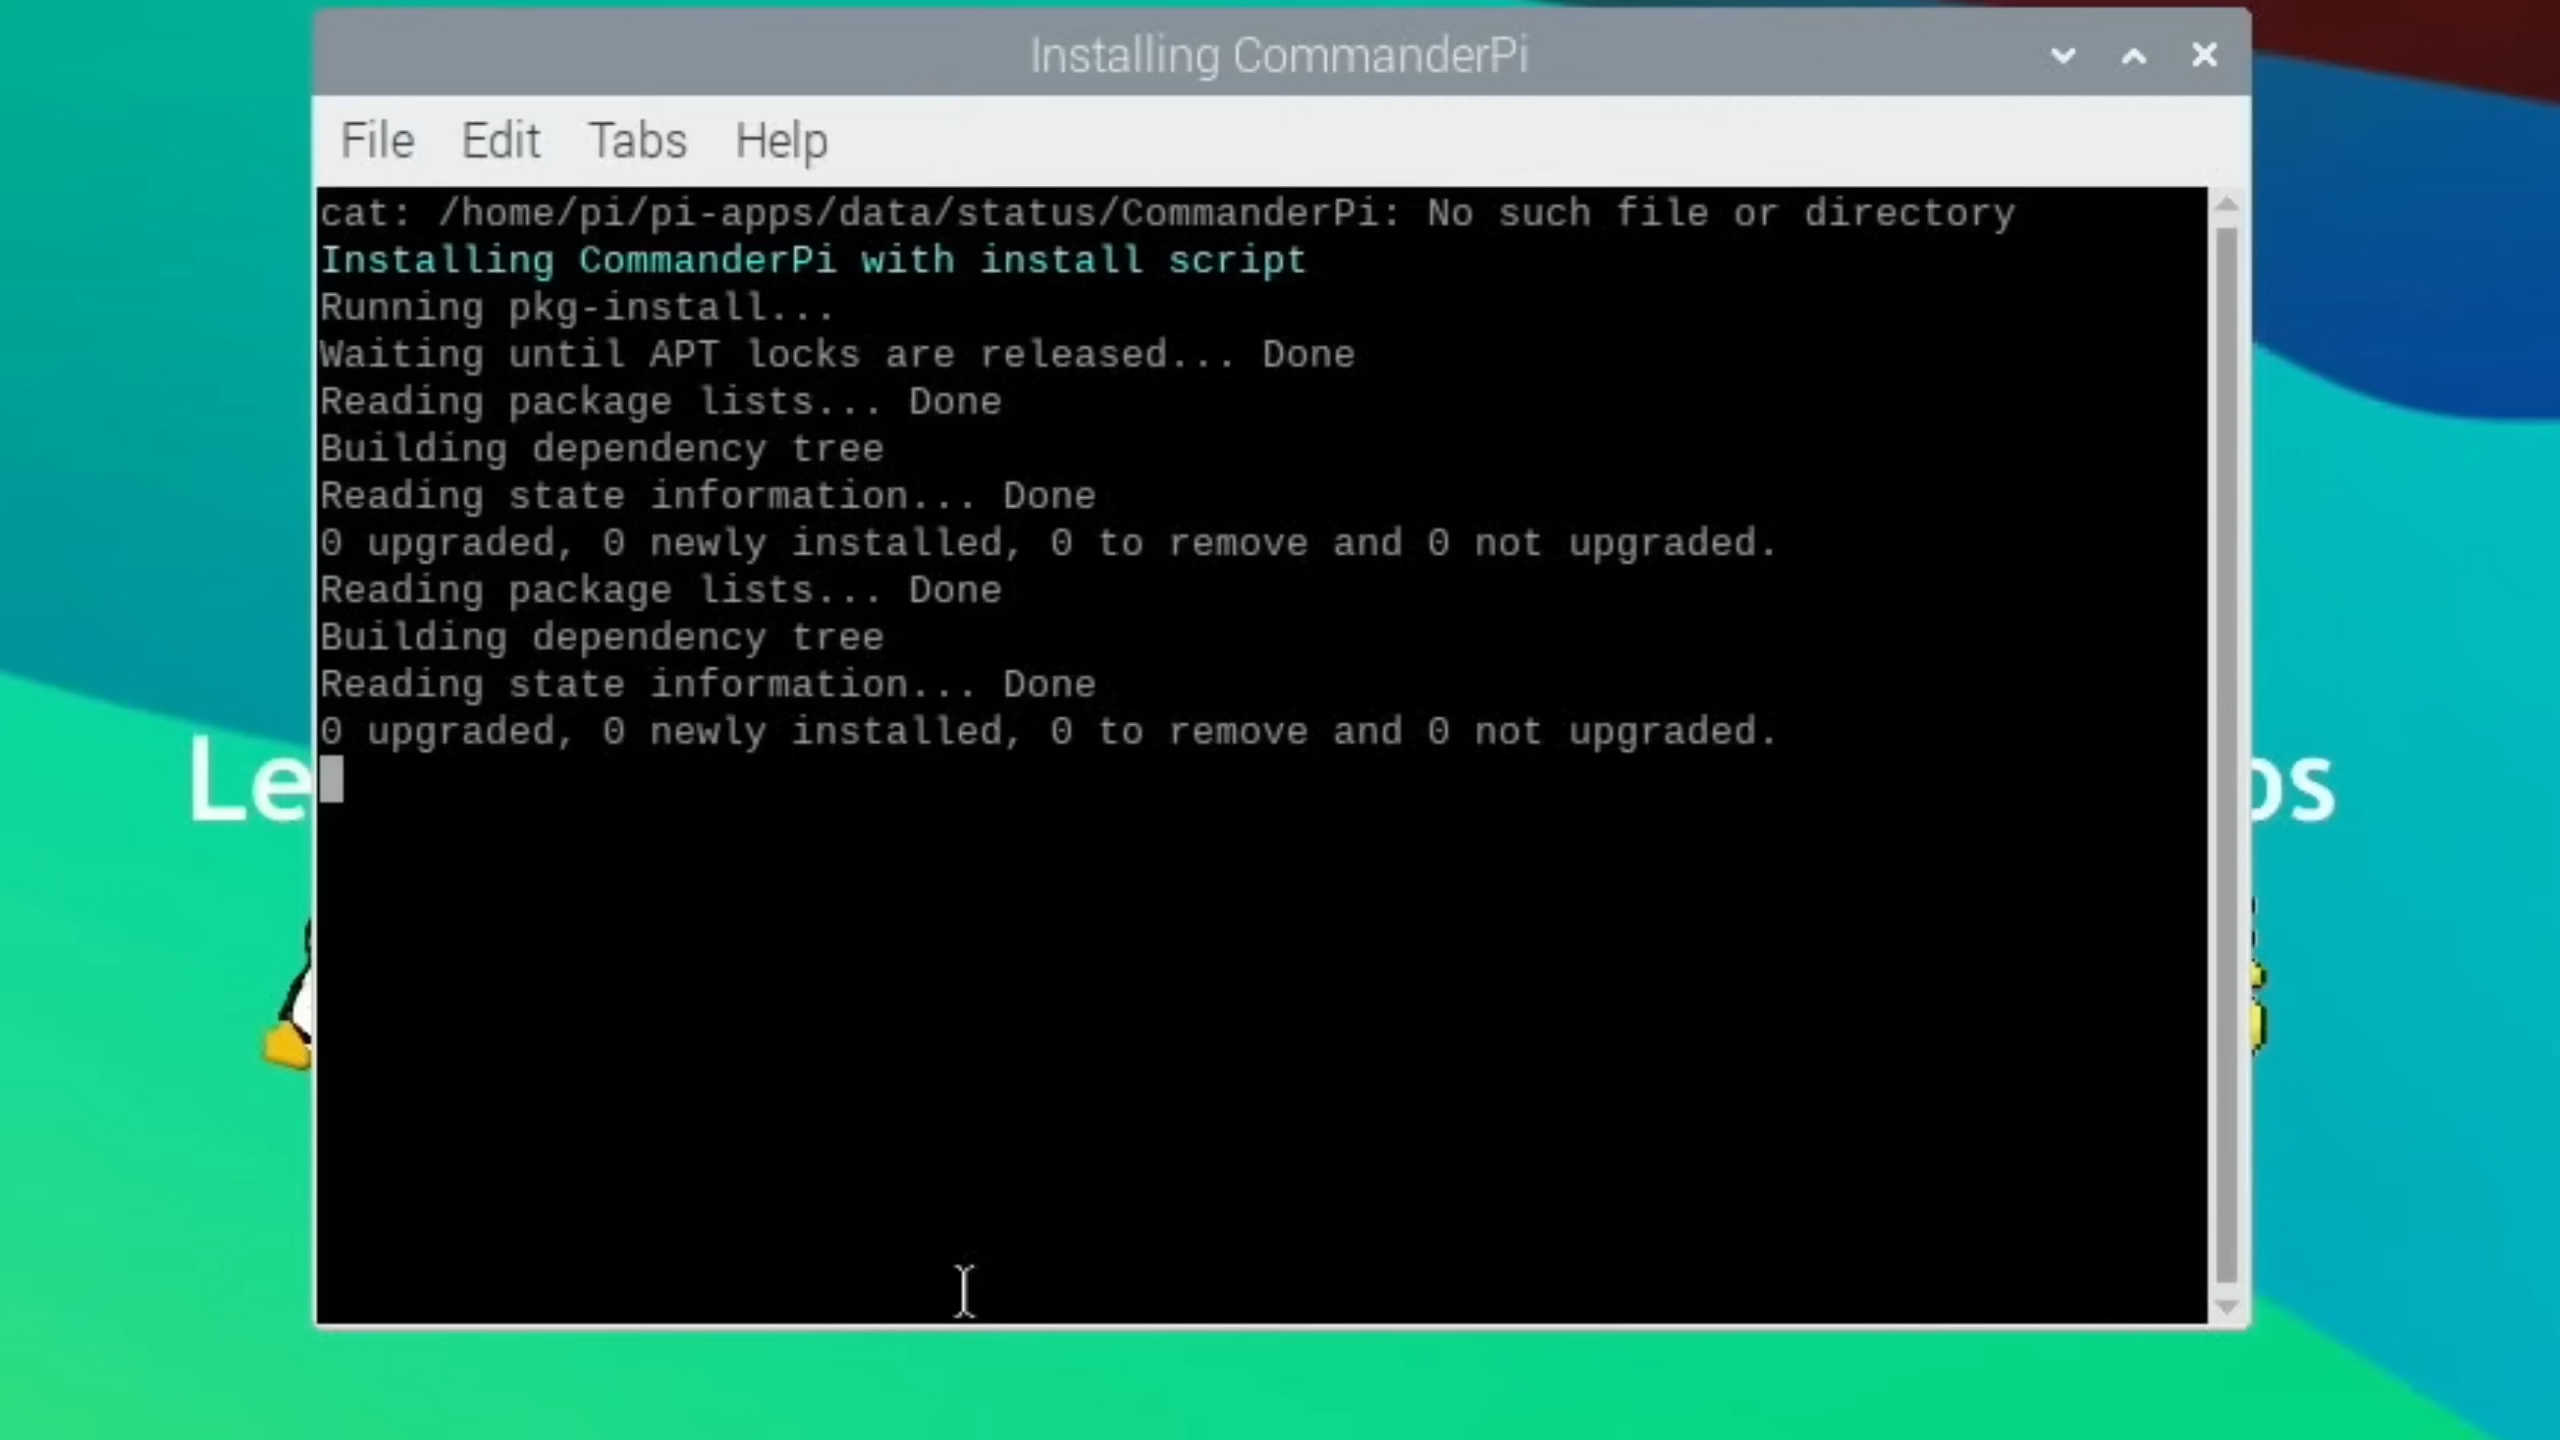 Installing CommanderPi
File Edit Tabs Help
cat: /home/pi/pi-apps/data/status/CommanderPi: No such file or directory
Installing CommanderPi with install script
Running pkg-install...
Waiting until APT locks are released... Done
Reading package lists... Done
Building dependency tree
Reading state information... Done
0 upgraded, 0 newly installed, 0 to remove and 0 not upgraded.
Reading package lists... Done
Building dependency tree
Reading state information... Done
0 upgraded, 0 newly installed, 0 to remove and 0 not upgraded.